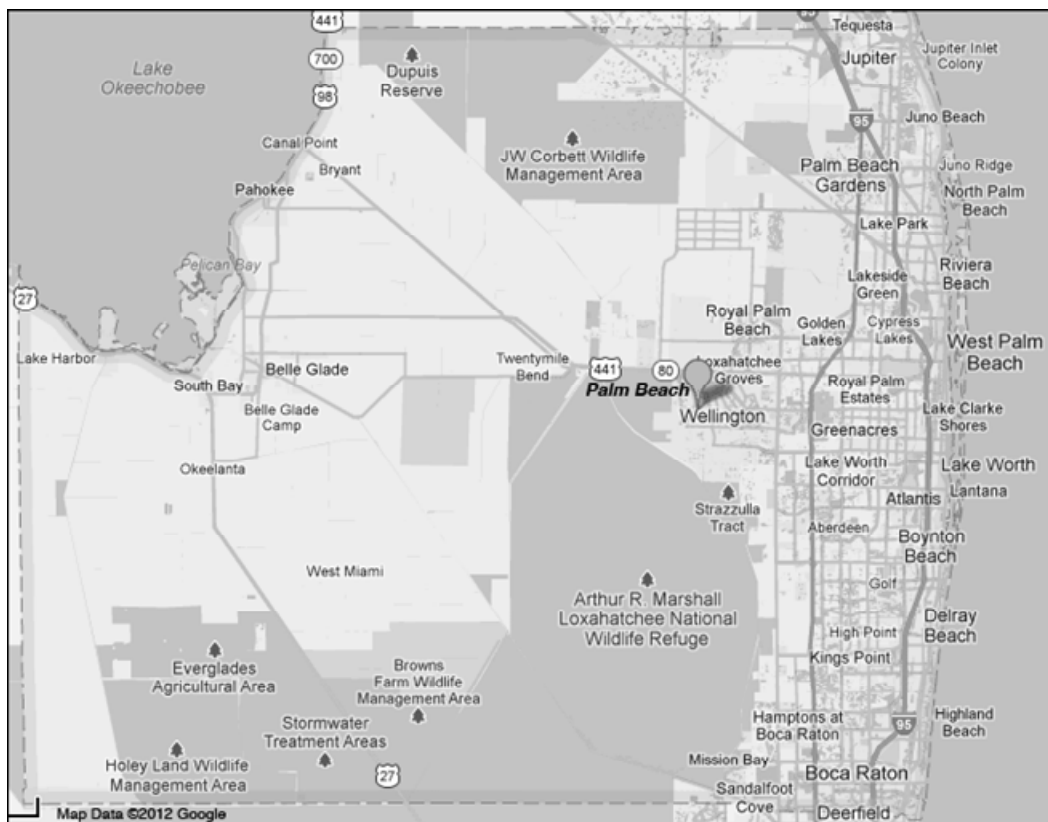 441
Tequesta
Lake
Okeechobee
700
Dupuis
Reserve
Jupiter
Jupiter Inlet
Colony
98
95
Juno Beach
Canal Point
JW Corbett Wildlife
Management Area
Bryant
Palm Beach
Gardens
Juno Ridge
Pahokee
North Palm
Beach
Lake Park
Pelican Bay
Riviera
Beach
Lakeside
Green
27
Royal Palm
Beach
Golden
Lakes
Cypress
Lakes
West Palm
Beach
Lake Harbor
Belle Glade
Twentymile
Bend
441
80
Loxahatchee
Groves
South Bay
Palm Beach
Royal Palm
Estates
Belle Glade
Camp
Wellington
Lake Clarke
Shores
Greenacres
Okeelanta
Lake Worth
Corridor
Lake Worth
Atlantis
Lantana
Strazzulla
Tract
Aberdeen
Boynton
Beach
West Miami
Golf
Arthur R. Marshall
Loxahatchee National
Wildlife Refuge
Delray
Beach
High Point
Kings Point
Everglades
Agricultural Area
Browns
Farm Wildlife
Management Area
Stormwater
Treatment Areas
Hamptons at
Boca Raton
95
Highland
Beach
Holey Land Wildlife
Management Area
27
Mission Bay
Boca Raton
Sandalfoot
Cove
Deerfield
Map Data ©2012 Google